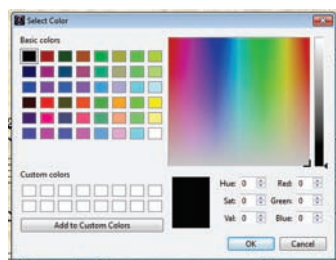 Select Color
Basic colors
Custom colors
Hue: 0 Red: 0
Sat: 0 Green: 0
Val: 0 Blue: 0
Add to Custom Colors
OK Cancel